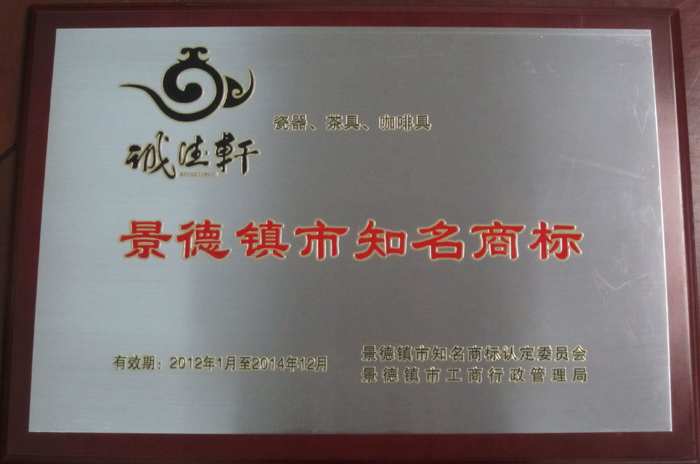 诚德轩
瓷器、茶具、咖啡具
景德镇市知名商标
有效期：2012年1月至2014年12月
景德镇市知名商标认定委员会
景德镇市工商行政管理局